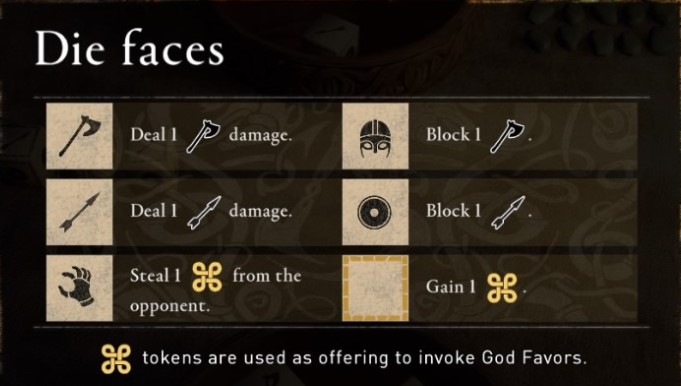 Die faces
Deal 1 damage.
Block 1 .
Deal 1 damage.
Block 1 .
Steal 1 ⌘ from the
opponent.
Gain 1 ⌘ .
⌘ tokens are used as offering to invoke God Favors.